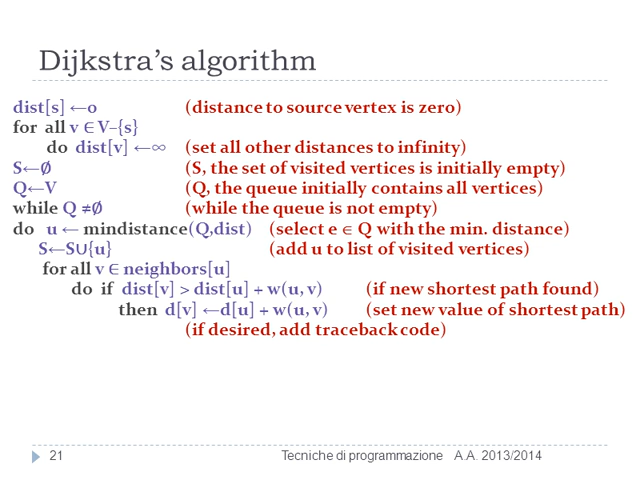 Dijkstra's algorithm
dist[s] ←o (distance to source vertex is zero)
for all v ∈ V–{s}
do dist[v] ←∞ (set all other distances to infinity)
S←∅ (S, the set of visited vertices is initially empty)
Q←V (Q, the queue initially contains all vertices)
while Q ≠∅ (while the queue is not empty)
do u ← mindistance(Q,dist) (select e ∈ Q with the min. distance)
S←S∪{u} (add u to list of visited vertices)
for all v ∈ neighbors[u]
do if dist[v] > dist[u] + w(u, v) (if new shortest path found)
then d[v] ←d[u] + w(u, v) (set new value of shortest path)
(if desired, add traceback code)
21 Tecniche di programmazione A.A. 2013/2014